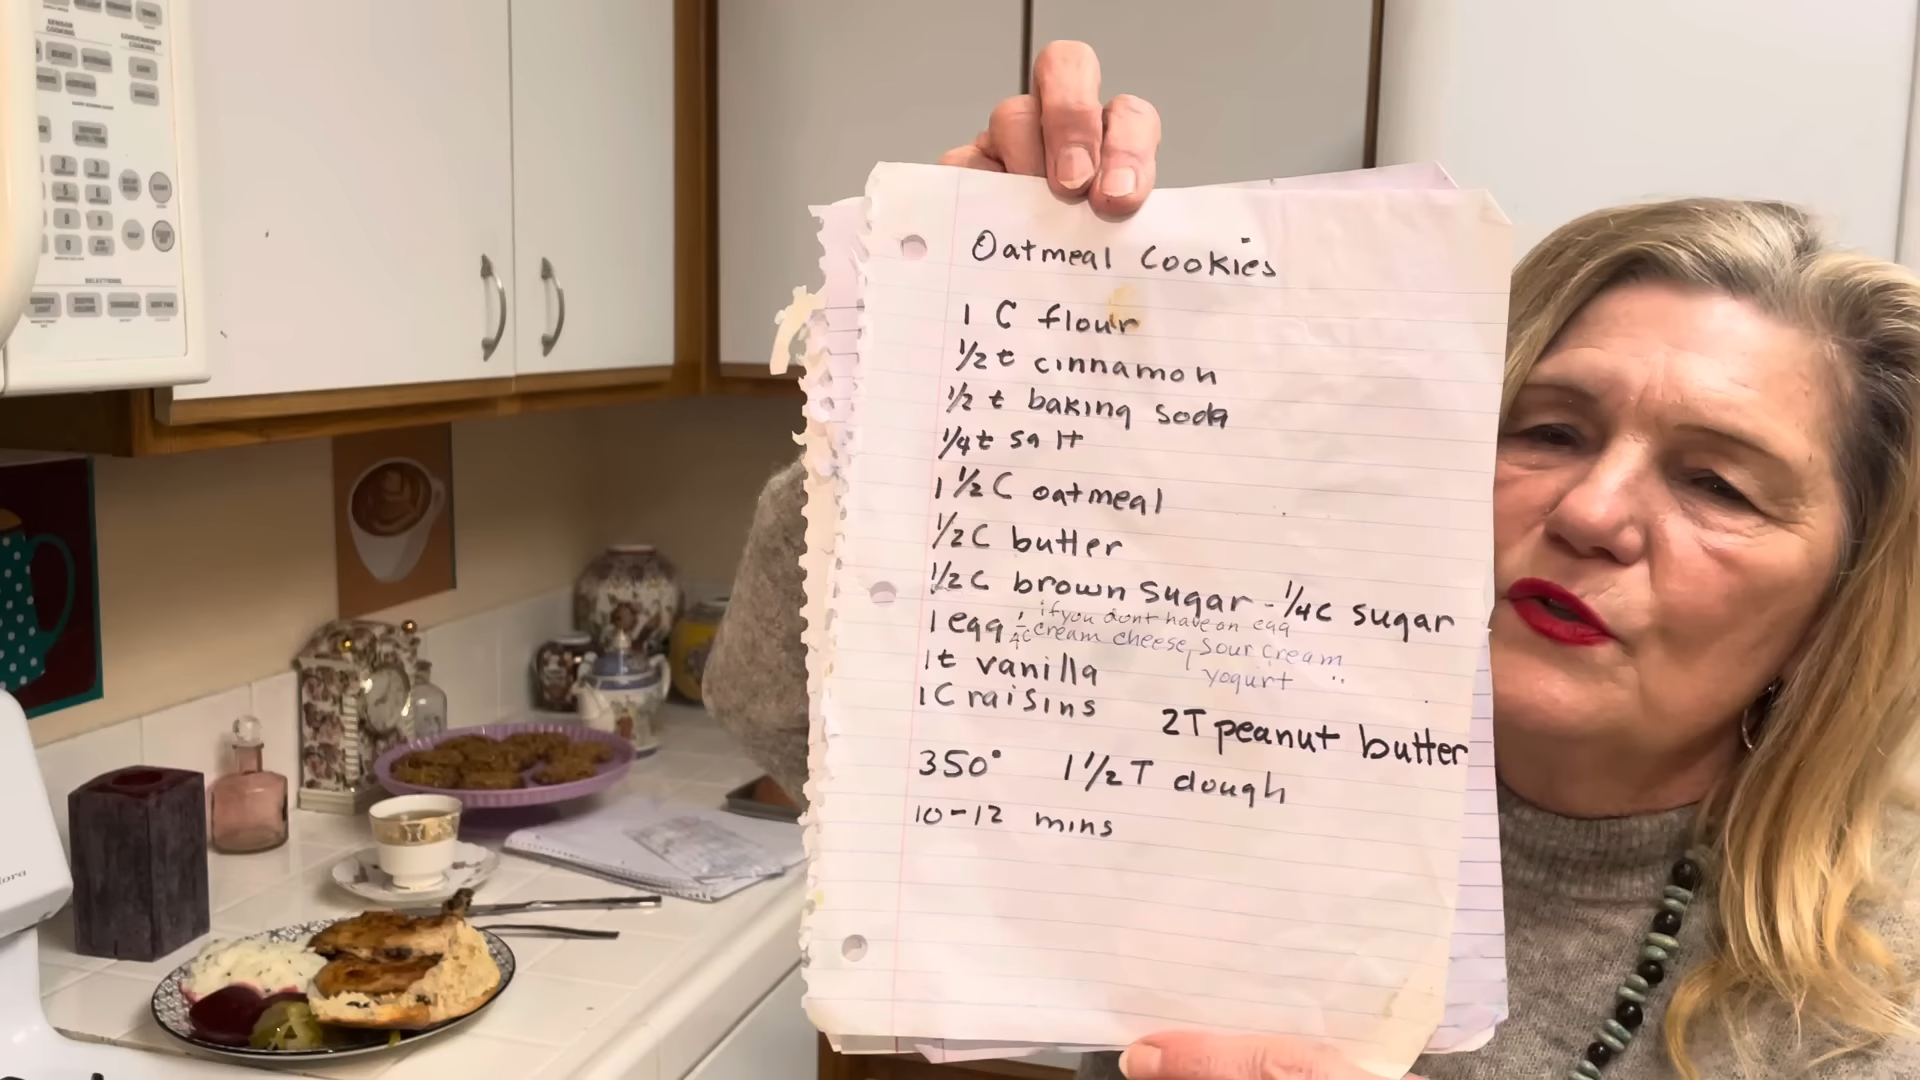 Oatmeal Cookies
1 C flour
1/2 t cinnamon
1/2 t baking soda
1/4 t salt
1 1/2 C oatmeal
1/2 C butter
1/2 C brown sugar - 1/4 C sugar
if you dont have an egg
1 egg - 1/4 C cream cheese, sour cream
yogurt
1 t vanilla
1 C raisins
2T peanut butter
350° 1 1/2 T dough
10-12 mins